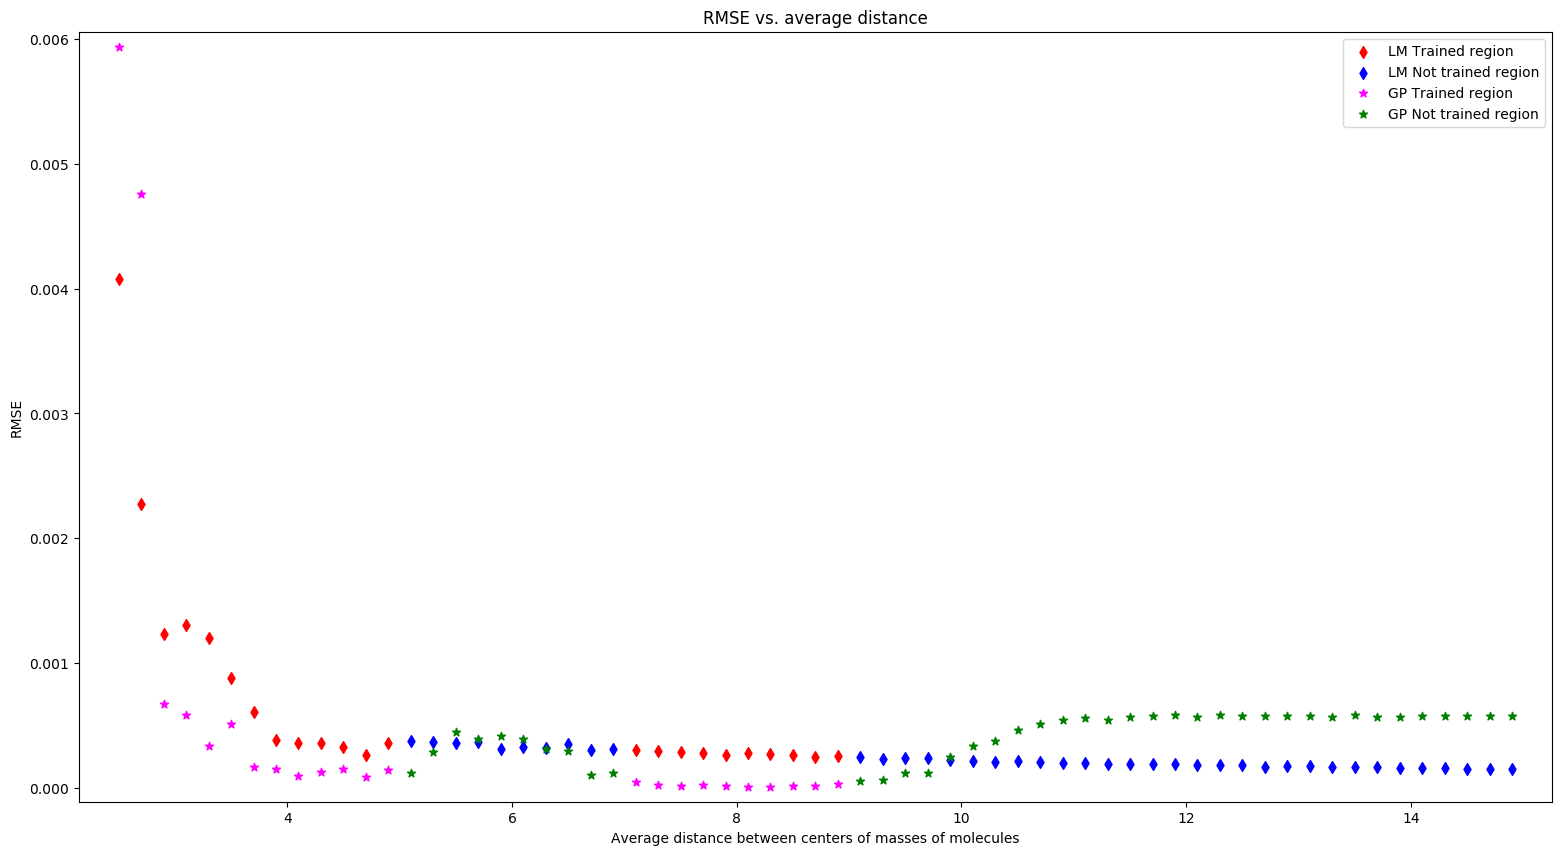 RMSE vs. average distance
LM Trained region
LM Not trained region
GP Trained region
GP Not trained region
0.006
0.005
0.004
0.003
0.002
0.001
0.000
RMSE
4
6
8
10
12
14
Average distance between centers of masses of molecules